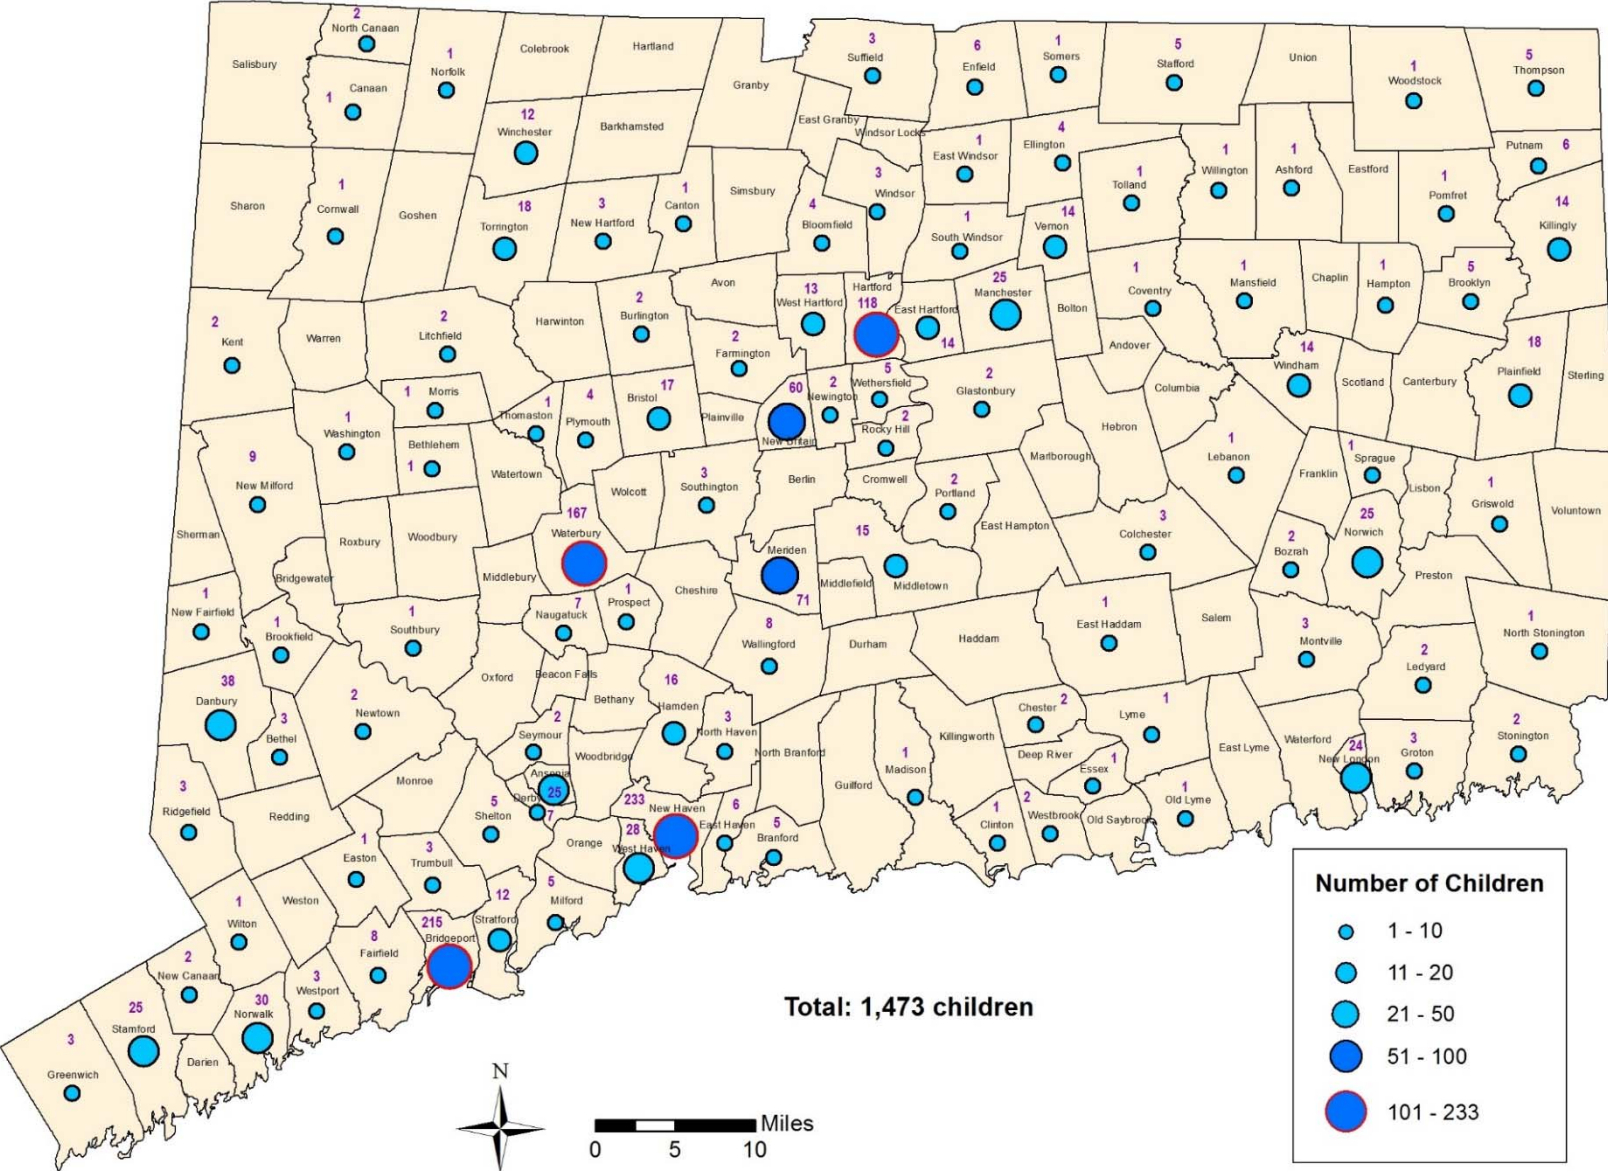 2
North Canaan
Salisbury
1
Canaan
1
Norfolk
Colebrook
Hartland
12
Winchester
Barkhamsted
Granby
3
Suffield
East Granby
Windsor Locks
6
Enfield
1
Somers
5
Stafford
Union
1
Woodstock
5
Thompson
Putnam 6
Sharon
1
Cornwall
Goshen
18
Torrington
3
New Hartford
1
Canton
Simsbury
4
Bloomfield
3
Windsor
1
East Windsor
4
Ellington
1
South Windsor
14
Vernon
1
Tolland
1
Willington
1
Ashford
Eastford
1
Pomfret
14
Killingly
2
Kent
Warren
2
Litchfield
Harwinton
2
Burlington
Avon
2
Farmington
13
West Hartford
Hartford
118
East Hartford
14
25
Manchester
Bolton
1
Coventry
1
Mansfield
Chaplin
1
Hampton
5
Brooklyn
1
Washington
1 Morris
Bethlehem
1
1
Thomaston
4
Plymouth
17
Bristol
Plainville
60
New Britain
2
Newington
5
Wethersfield
2
Rocky Hill
2
Glastonbury
Andover
Hebron
Columbia
14
Windham
Scotland
Canterbury
18
Plainfield
Sterling
9
New Milford
Sherman
Roxbury
Woodbury
Watertown
167
Waterbury
Wolcott
3
Southington
Berlin
Cromwell
2
Portland
East Hampton
Marlborough
3
Colchester
1
Lebanon
Franklin
1
Sprague
Lisbon
1
Griswold
Voluntown
Bridgewater
1
New Fairfield
1
Brookfield
1
Southbury
Middlebury
7
Naugatuck
1
Prospect
Cheshire
Meriden
71
15
Middlefield
Middletown
2
Bozrah
25
Norwich
Preston
38
Danbury
3
Bethel
2
Newtown
Oxford
Beacon Falls
Bethany
16
Hamden
8
Wallingford
Durham
Haddam
1
East Haddam
Salem
3
Montville
2
Ledyard
1
North Stonington
3
Ridgefield
Redding
Monroe
2
Seymour
Woodbridge
Ansonia
25
Derby
7
3
North Haven
North Branford
Guilford
1
Madison
Killingworth
2
Chester
Deep River
1
Essex
1
Lyme
East Lyme
Waterford
24
New London
3
Groton
2
Stonington
1
Easton
3
Trumbull
5
Shelton
Orange
28
West Haven
233
New Haven
6
East Haven
5
Branford
1
Clinton
2
Westbrook
Old Saybrook
1
Old Lyme
Weston
1
Wilton
8
Fairfield
215
Bridgeport
12
Stratford
5
Milford
2
New Canaan
3
Westport
30
Norwalk
25
Stamford
Darien
3
Greenwich
Total: 1,473 children
N
Miles
0 5 10
Number of Children
1 - 10
11 - 20
21 - 50
51 - 100
101 - 233